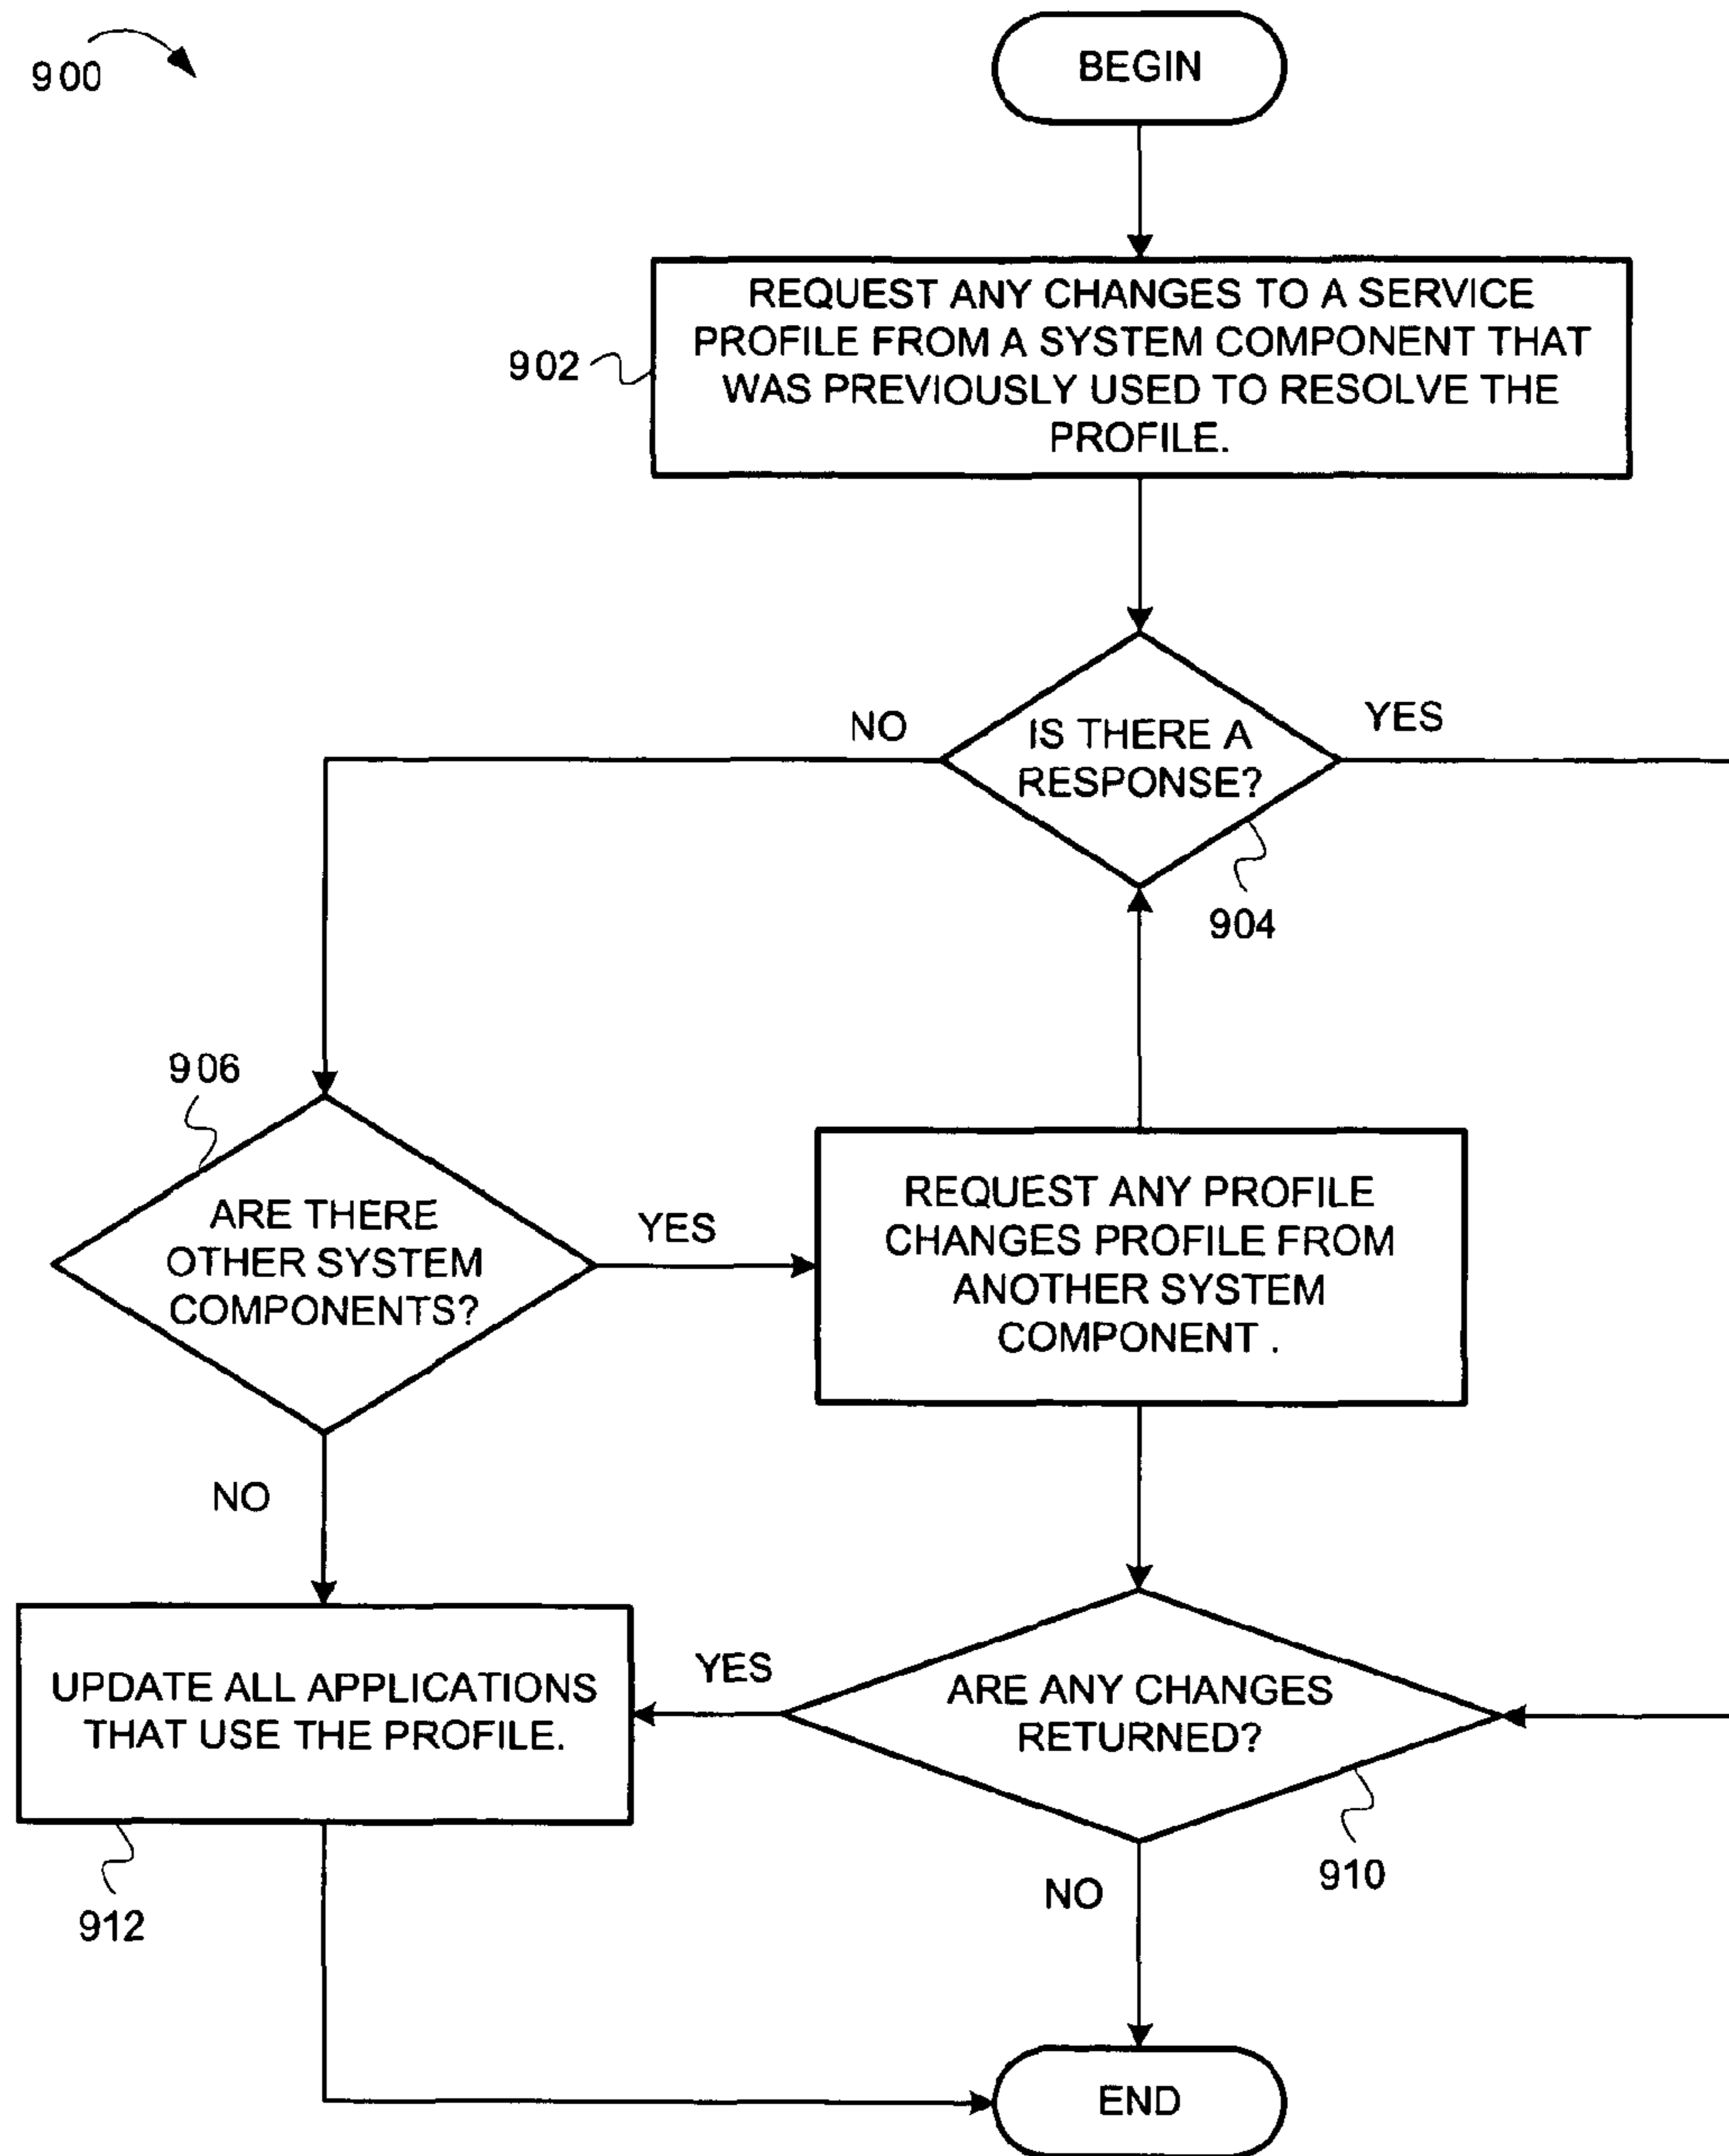 900
BEGIN
REQUEST ANY CHANGES TO A SERVICE
PROFILE FROM A SYSTEM COMPONENT THAT
WAS PREVIOUSLY USED TO RESOLVE THE
PROFILE.
902
NO
IS THERE A
RESPONSE?
YES
904
906
ARE THERE
OTHER SYSTEM
COMPONENTS?
YES
REQUEST ANY PROFILE
CHANGES PROFILE FROM
ANOTHER SYSTEM
COMPONENT .
NO
UPDATE ALL APPLICATIONS
THAT USE THE PROFILE.
YES
ARE ANY CHANGES
RETURNED?
910
912
NO
END